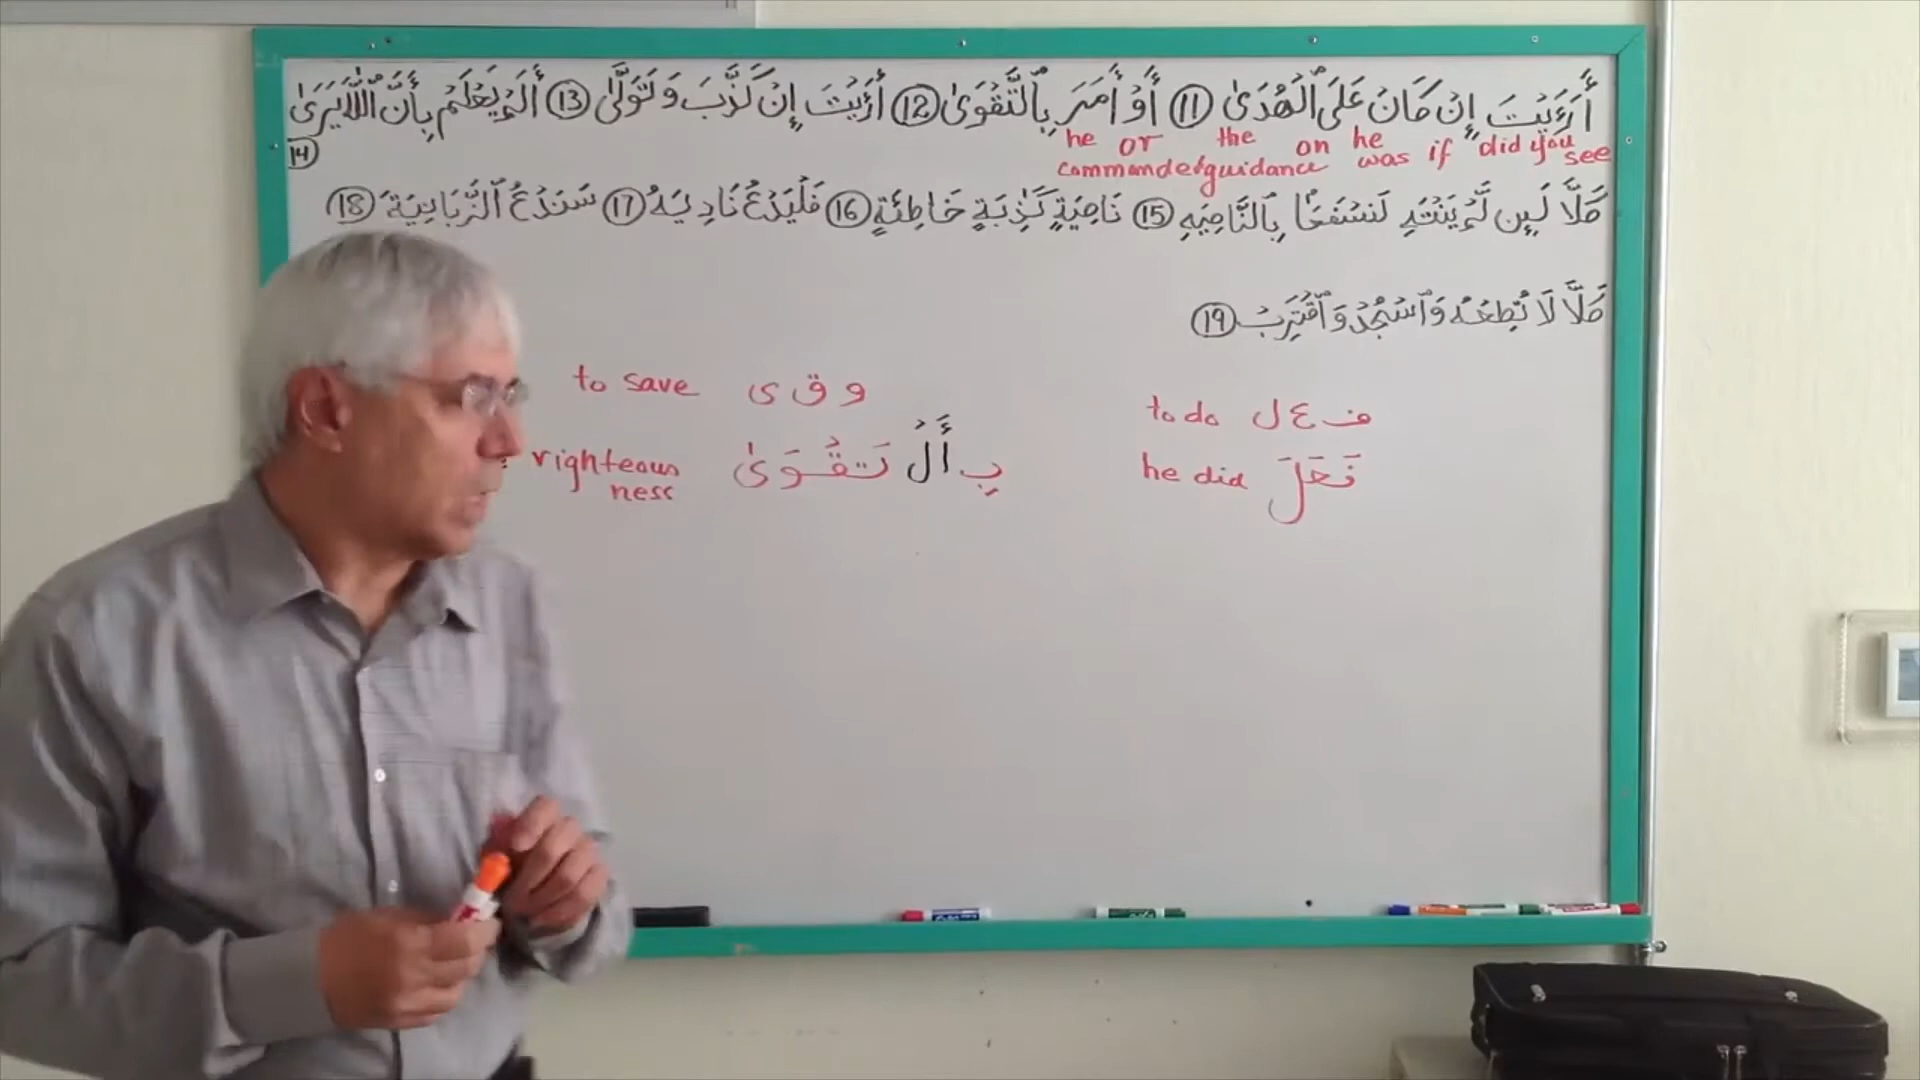 أَرَءَيْتَ إِنْ كَانَ عَلَى ٱلْهُدَىٰ ⑪ أَوْ أَمَرَ بِٱلتَّقْوَىٰ ⑫ أَرَءَيْتَ إِنْ كَذَّبَ وَتَوَلَّىٰ ⑬ أَلَمْ يَعْلَمْ بِأَنَّ ٱللَّهَ يَرَىٰ
⑭
he or the on he "did you
commanded guidance was if see
كَلَّا لَئِن لَّمْ يَنْتَهِ لَنَسْفَعًا بِٱلنَّاصِيَةِ ⑮ نَاصِيَةٍ كَٰذِبَةٍ خَاطِئَةٍ ⑯ فَلْيَدْعُ نَادِيَهُ ⑰ سَنَدْعُ ٱلزَّبَانِيَةَ ⑱
كَلَّا لَا تُطِعْهُ وَٱسْجُدْ وَٱقْتَرِبْ ⑲
to save و ق ى
to do ف ع ل
righteous بِ أَلْ تَقْوَىٰ
ness
he did فَعَلَ